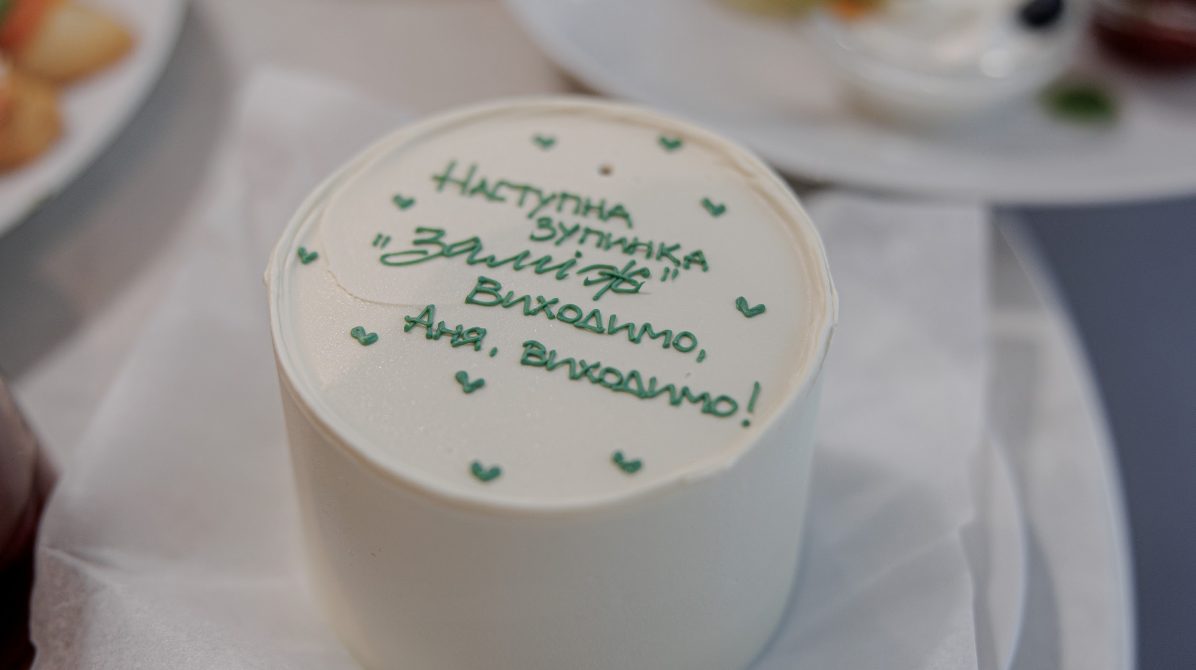 Наступна
зупинка
"заміж"
Виходимо,
Аня, виходимо!